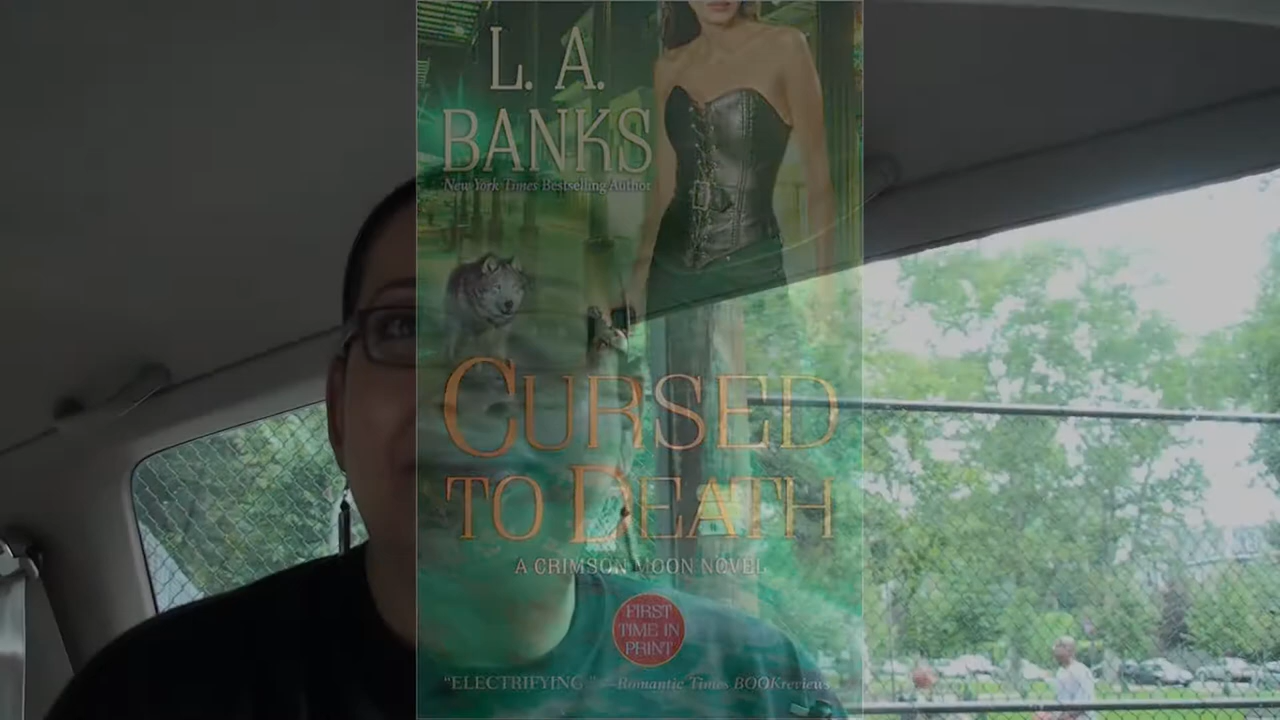 L. A.
BANKS
New York Times Bestselling Author
CURSED
TO DEATH
A CRIMSON MOON NOVEL
FIRST
TIME IN
PRINT
"ELECTRIFYING." —Romantic Times BOOKreviews